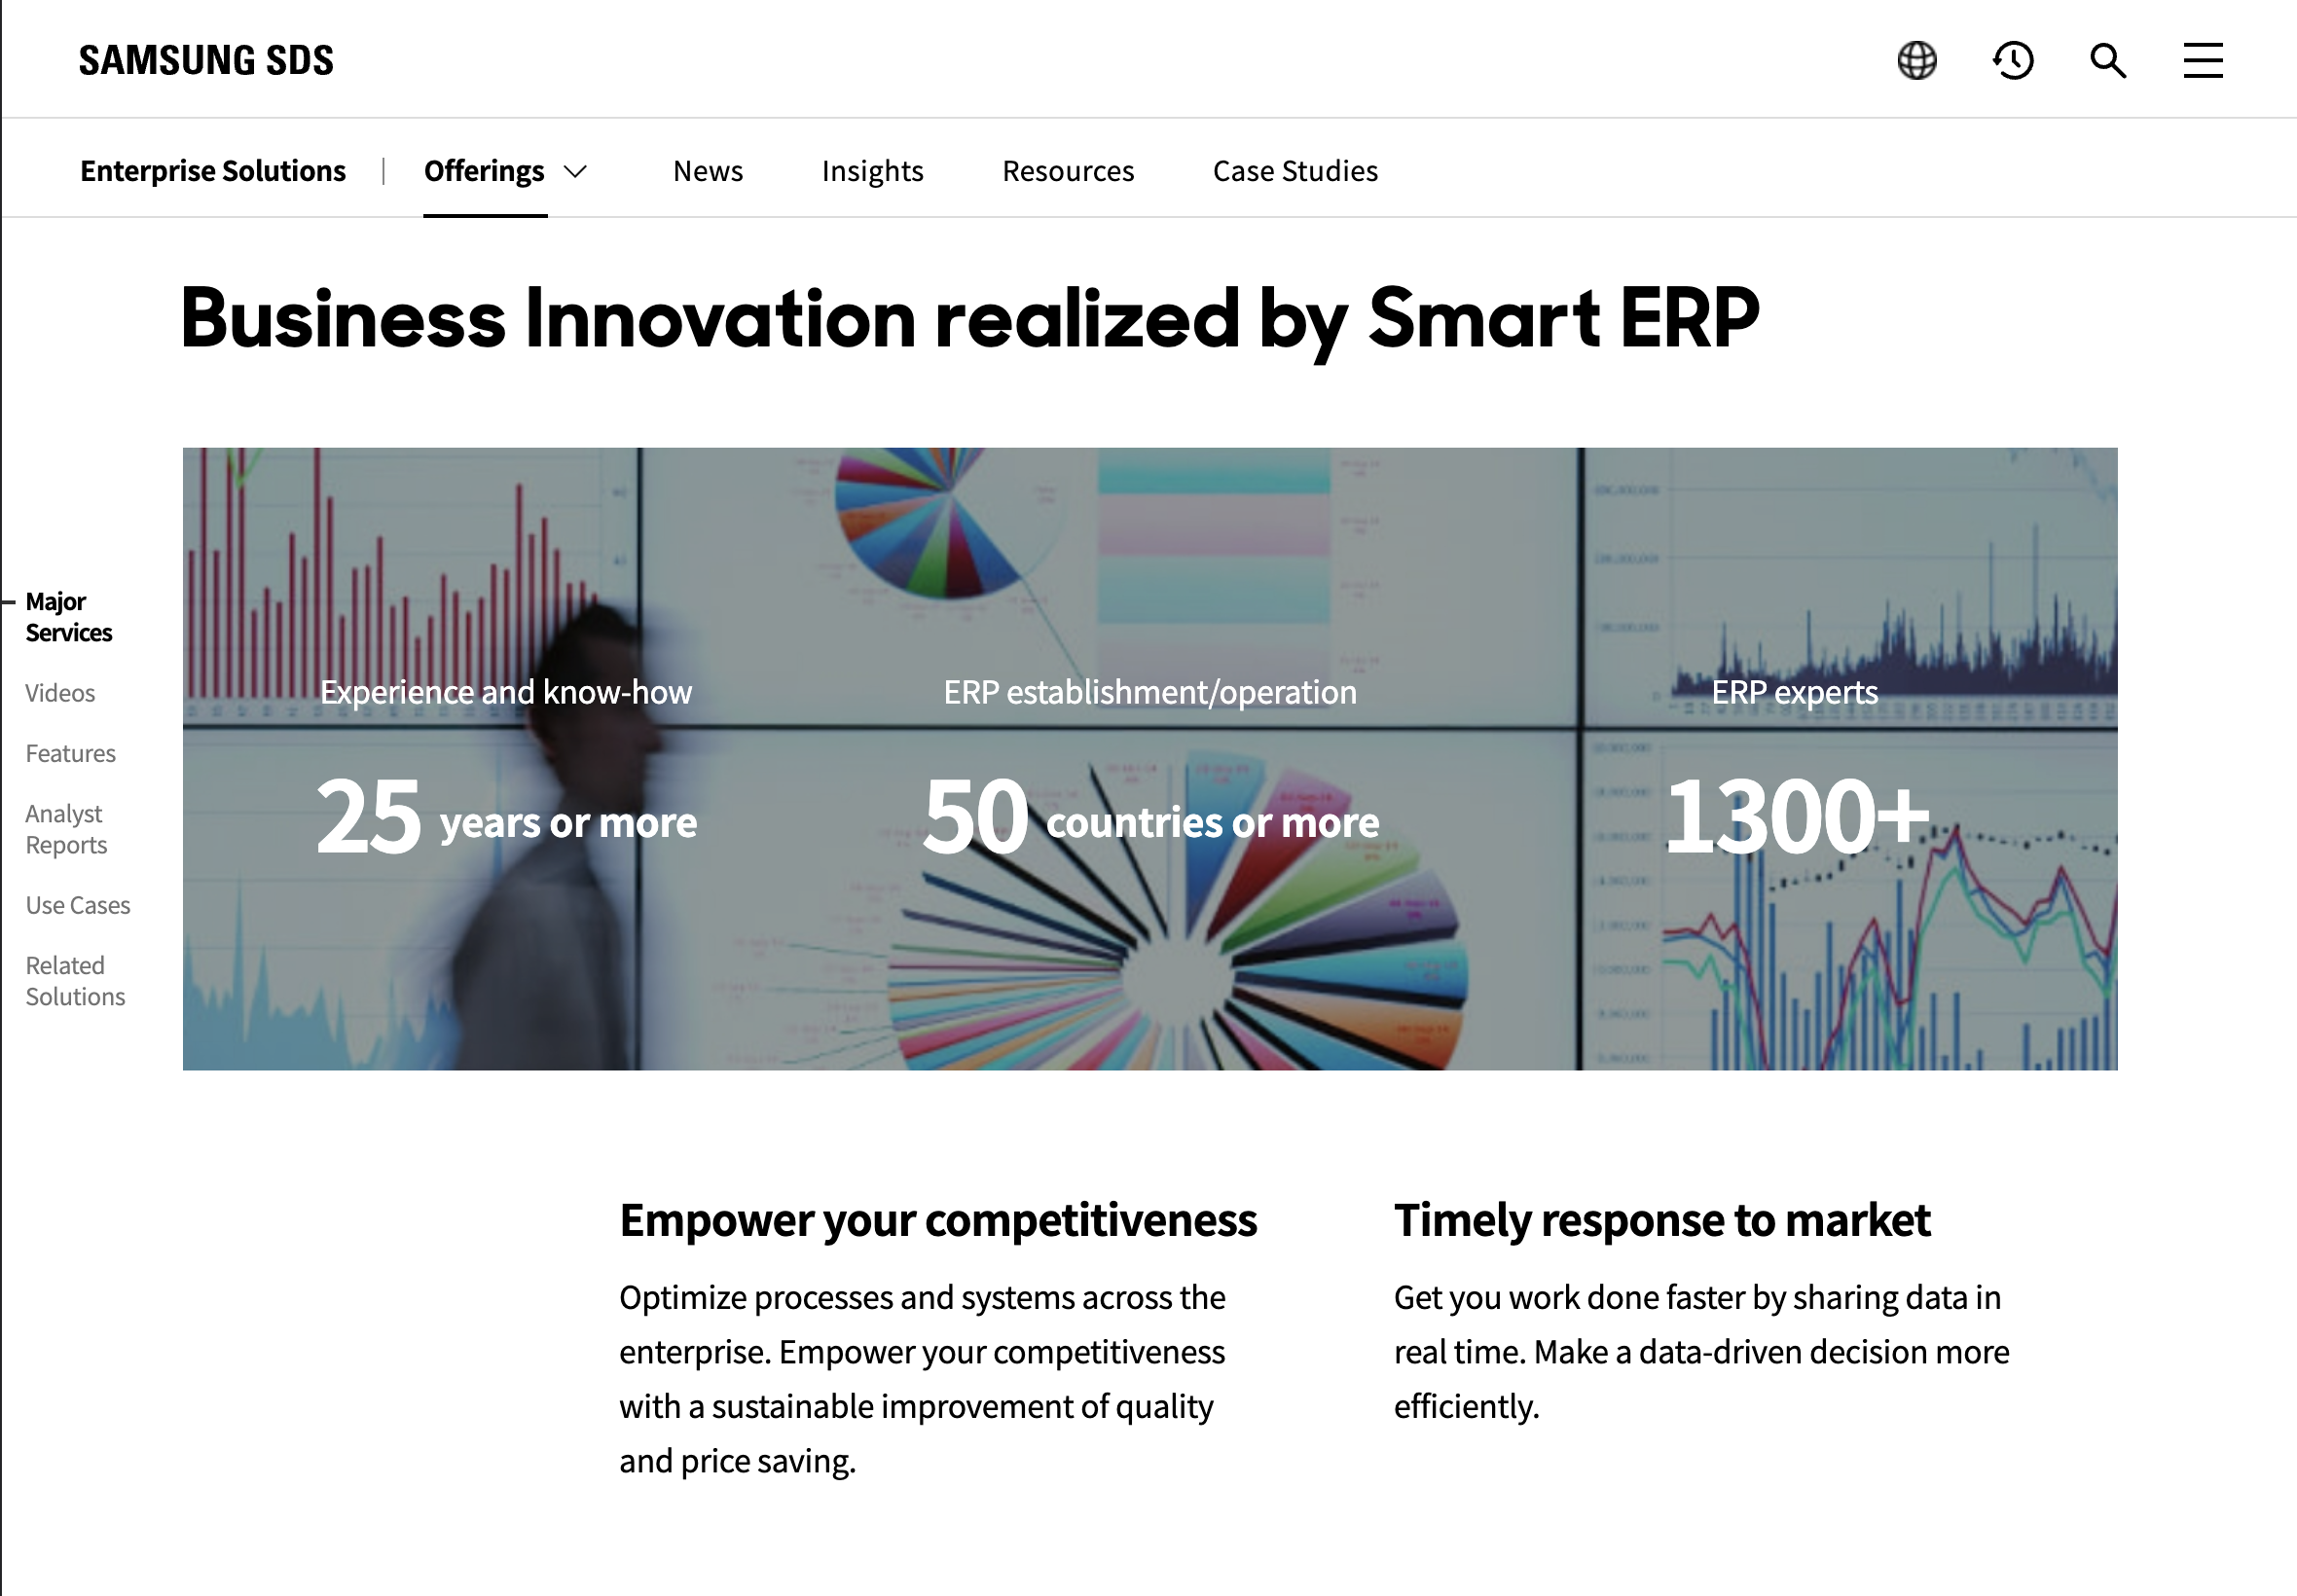 SAMSUNG SDS
Enterprise Solutions | Offerings News Insights Resources Case Studies
Business Innovation realized by Smart ERP
Major
Services
Videos
Features
Analyst
Reports
Use Cases
Related
Solutions
Experience and know-how
25 years or more
ERP establishment/operation
50 countries or more
ERP experts
1300+
Empower your competitiveness
Optimize processes and systems across the
enterprise. Empower your competitiveness
with a sustainable improvement of quality
and price saving.
Timely response to market
Get you work done faster by sharing data in
real time. Make a data-driven decision more
efficiently.